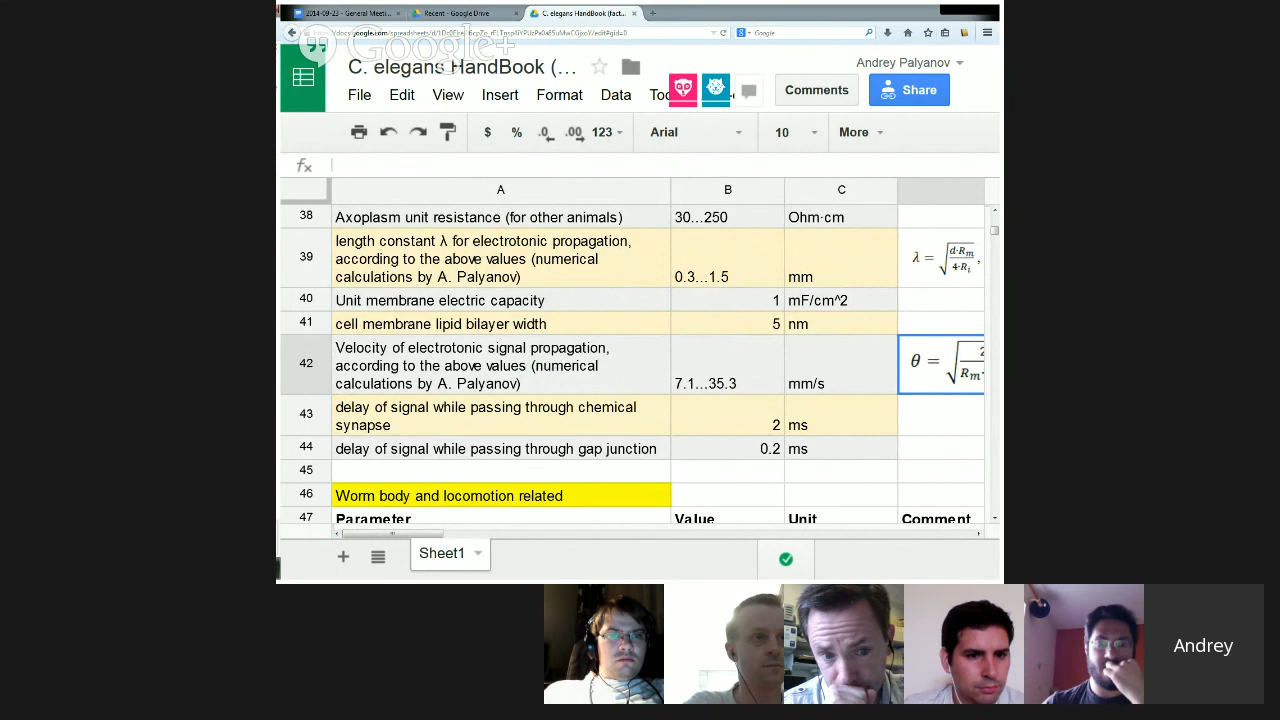 2014-09-23 - General Meeti...
Recent - Google Drive
C. elegans HandBook (fact...
Google
Google+
C. elegans HandBook (...
Andrey Palyanov
File Edit View Insert Format Data
Comments
Share
$ % .0 .00 123 Arial 10 More
fx
A B C
38 Axoplasm unit resistance (for other animals) 30...250 Ohm·cm
39 length constant λ for electrotonic propagation,
according to the above values (numerical
calculations by A. Palyanov) 0.3...1.5 mm
λ = √(d·Rm / 4·Ri),
40 Unit membrane electric capacity 1 mF/cm^2
41 cell membrane lipid bilayer width 5 nm
42 Velocity of electrotonic signal propagation,
according to the above values (numerical
calculations by A. Palyanov) 7.1...35.3 mm/s
θ = √(2 / Rm
43 delay of signal while passing through chemical
synapse 2 ms
44 delay of signal while passing through gap junction 0.2 ms
45
46 Worm body and locomotion related
47 Parameter Value Unit Comment
Sheet1
Andrey